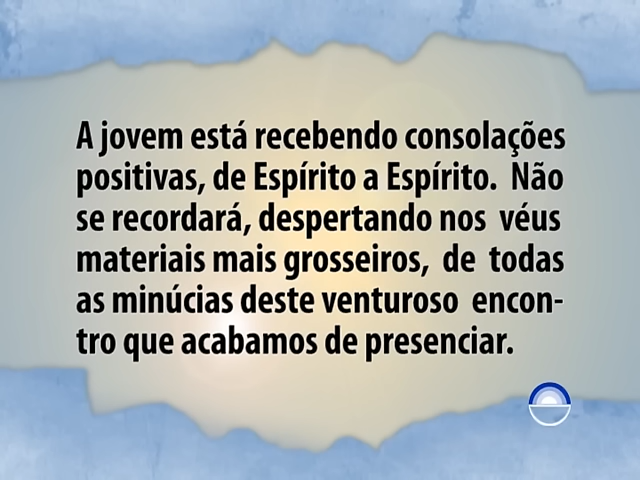 A jovem está recebendo consolações
positivas, de Espírito a Espírito. Não
se recordará, despertando nos véus
materiais mais grosseiros, de todas
as minúcias deste venturoso encon-
tro que acabamos de presenciar.